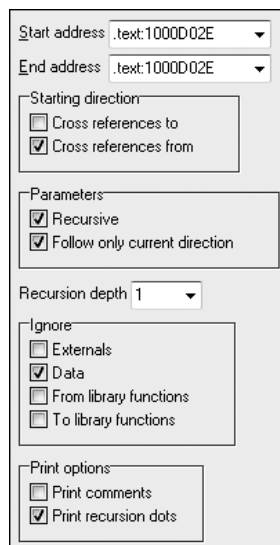 Start address .text:1000D02E
End address .text:1000D02E
Starting direction
Cross references to
Cross references from
Parameters
Recursive
Follow only current direction
Recursion depth 1
Ignore
Externals
Data
From library functions
To library functions
Print options
Print comments
Print recursion dots